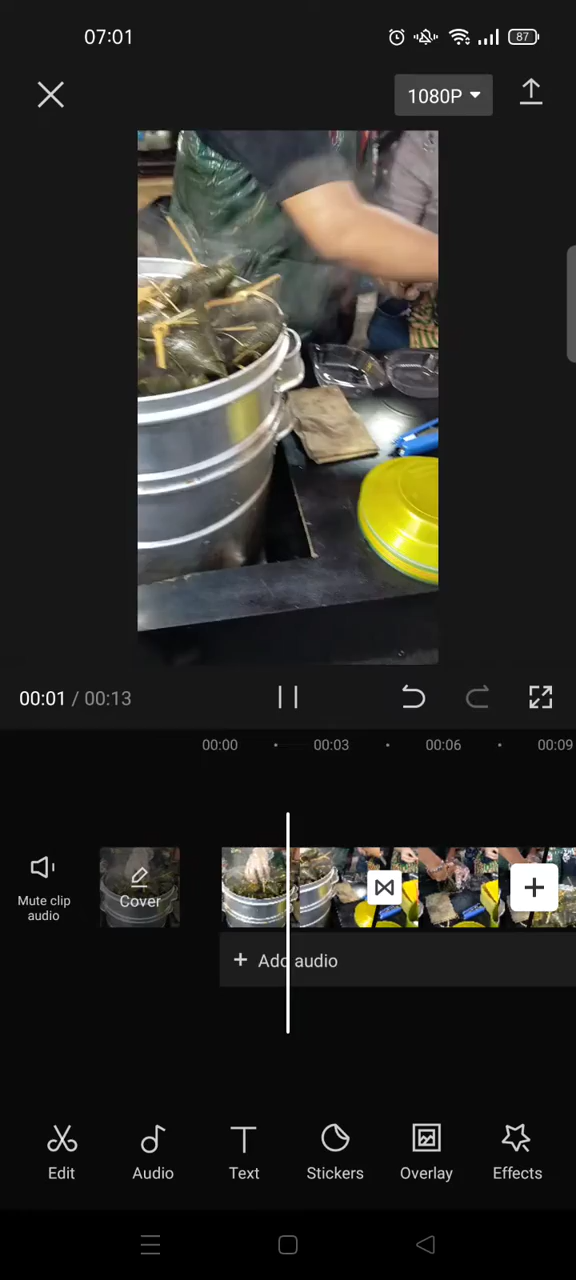 07:01
87
1080P
00:01 / 00:13
00:00
00:03
00:06
00:09
Mute clip
audio
Cover
+ Add audio
Edit
Audio
Text
Stickers
Overlay
Effects